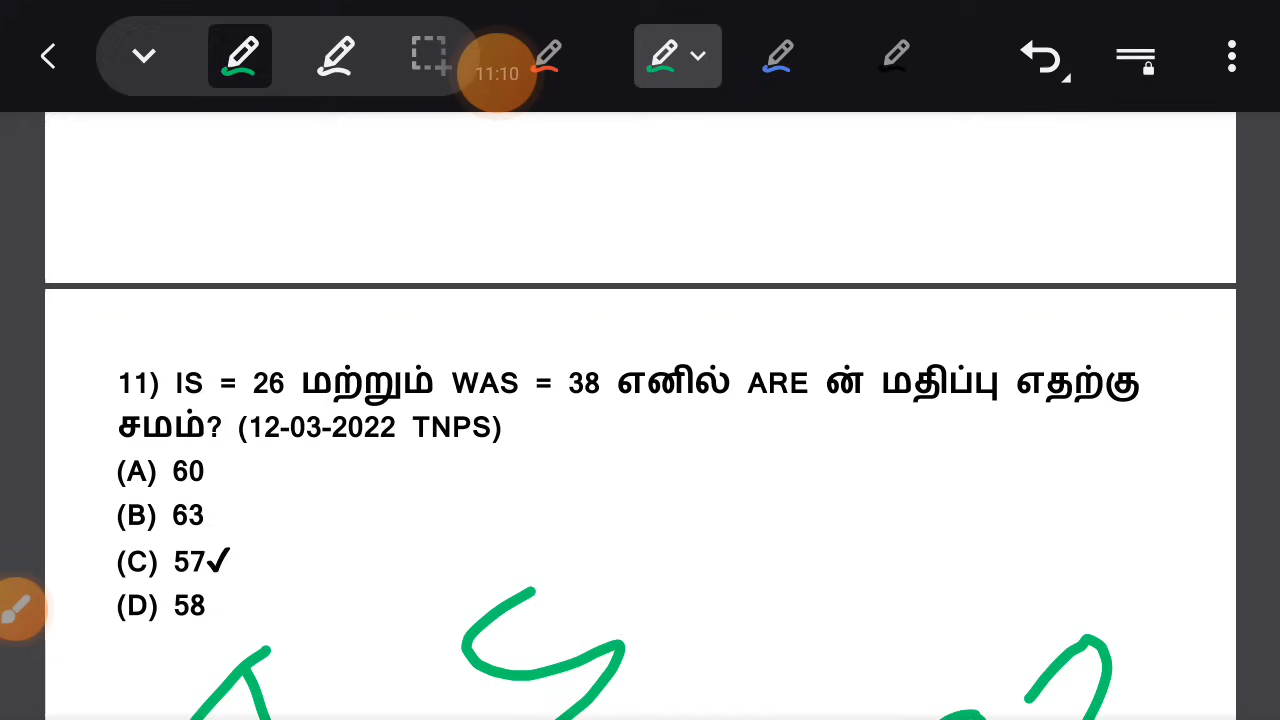 11:10
11) IS = 26 மற்றும் WAS = 38 எனில் ARE ன் மதிப்பு எதற்கு
சமம்? (12-03-2022 TNPS)
(A) 60
(B) 63
(C) 57✓
(D) 58